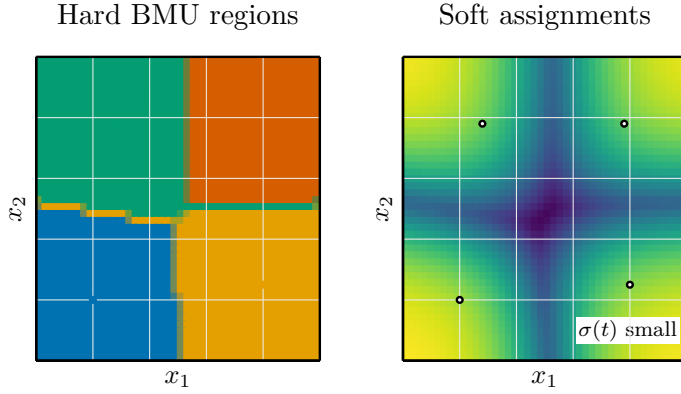 Hard BMU regions
Soft assignments
x₂
x₁
x₂
σ(t) small
x₁